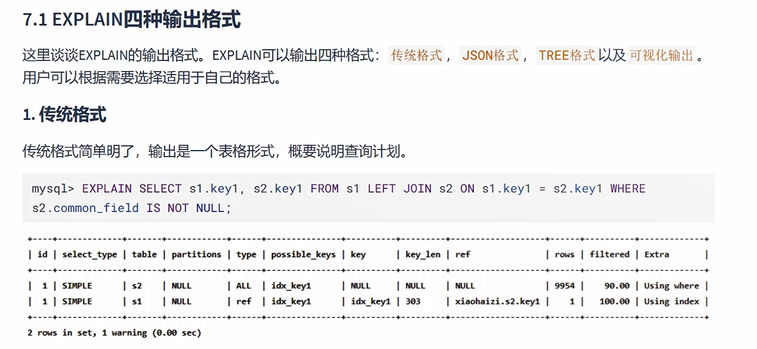 7.1 EXPLAIN四种输出格式
这里谈谈EXPLAIN的输出格式。EXPLAIN可以输出四种格式：传统格式，JSON格式，TREE格式以及可视化输出。
用户可以根据需要选择适用于自己的格式。
1. 传统格式
传统格式简单明了，输出是一个表格形式，概要说明查询计划。
mysql> EXPLAIN SELECT s1.key1, s2.key1 FROM s1 LEFT JOIN s2 ON s1.key1 = s2.key1 WHERE
s2.common_field IS NOT NULL;
| id | select_type | table | partitions | type | possible_keys | key | key_len | ref | rows | filtered | Extra |
| 1 | SIMPLE | s2 | NULL | ALL | idx_key1 | NULL | NULL | NULL | 9954 | 90.00 | Using where |
| 1 | SIMPLE | s1 | NULL | ref | idx_key1 | idx_key1 | 303 | xiaohaizi.s2.key1 | 1 | 100.00 | Using index |
2 rows in set, 1 warning (0.00 sec)